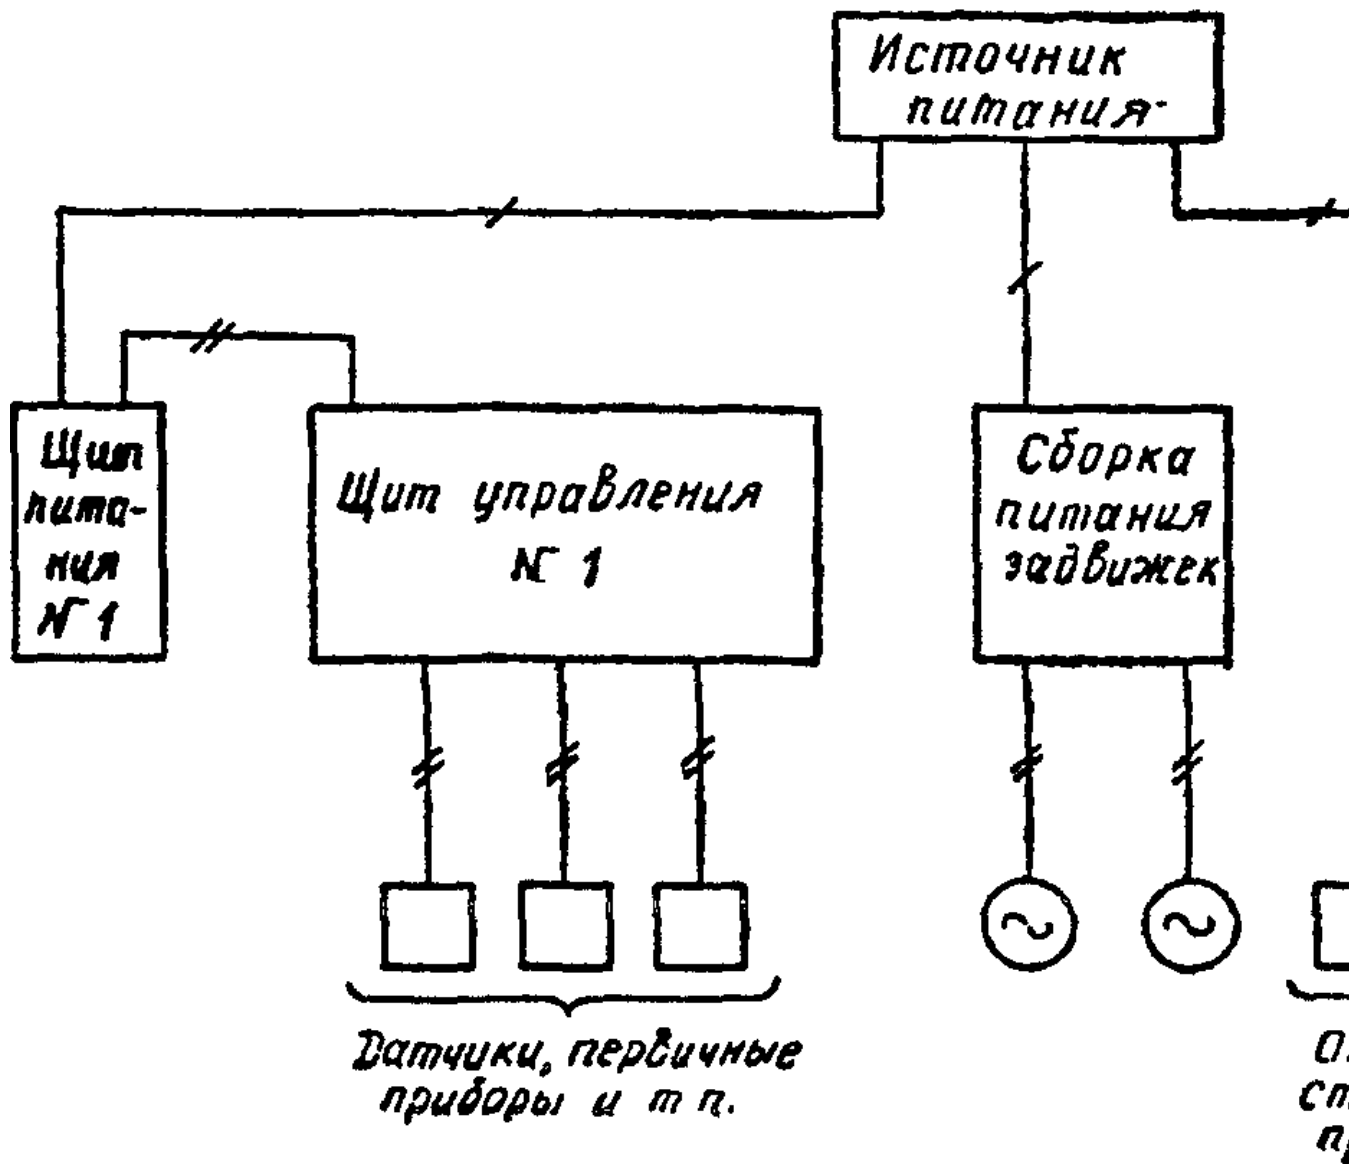 Источник
питания
Щит
пита-
ния
№ 1
Щит управления
№ 1
Сборка
питания
задвижек
Датчики, первичные
приборы и т п.